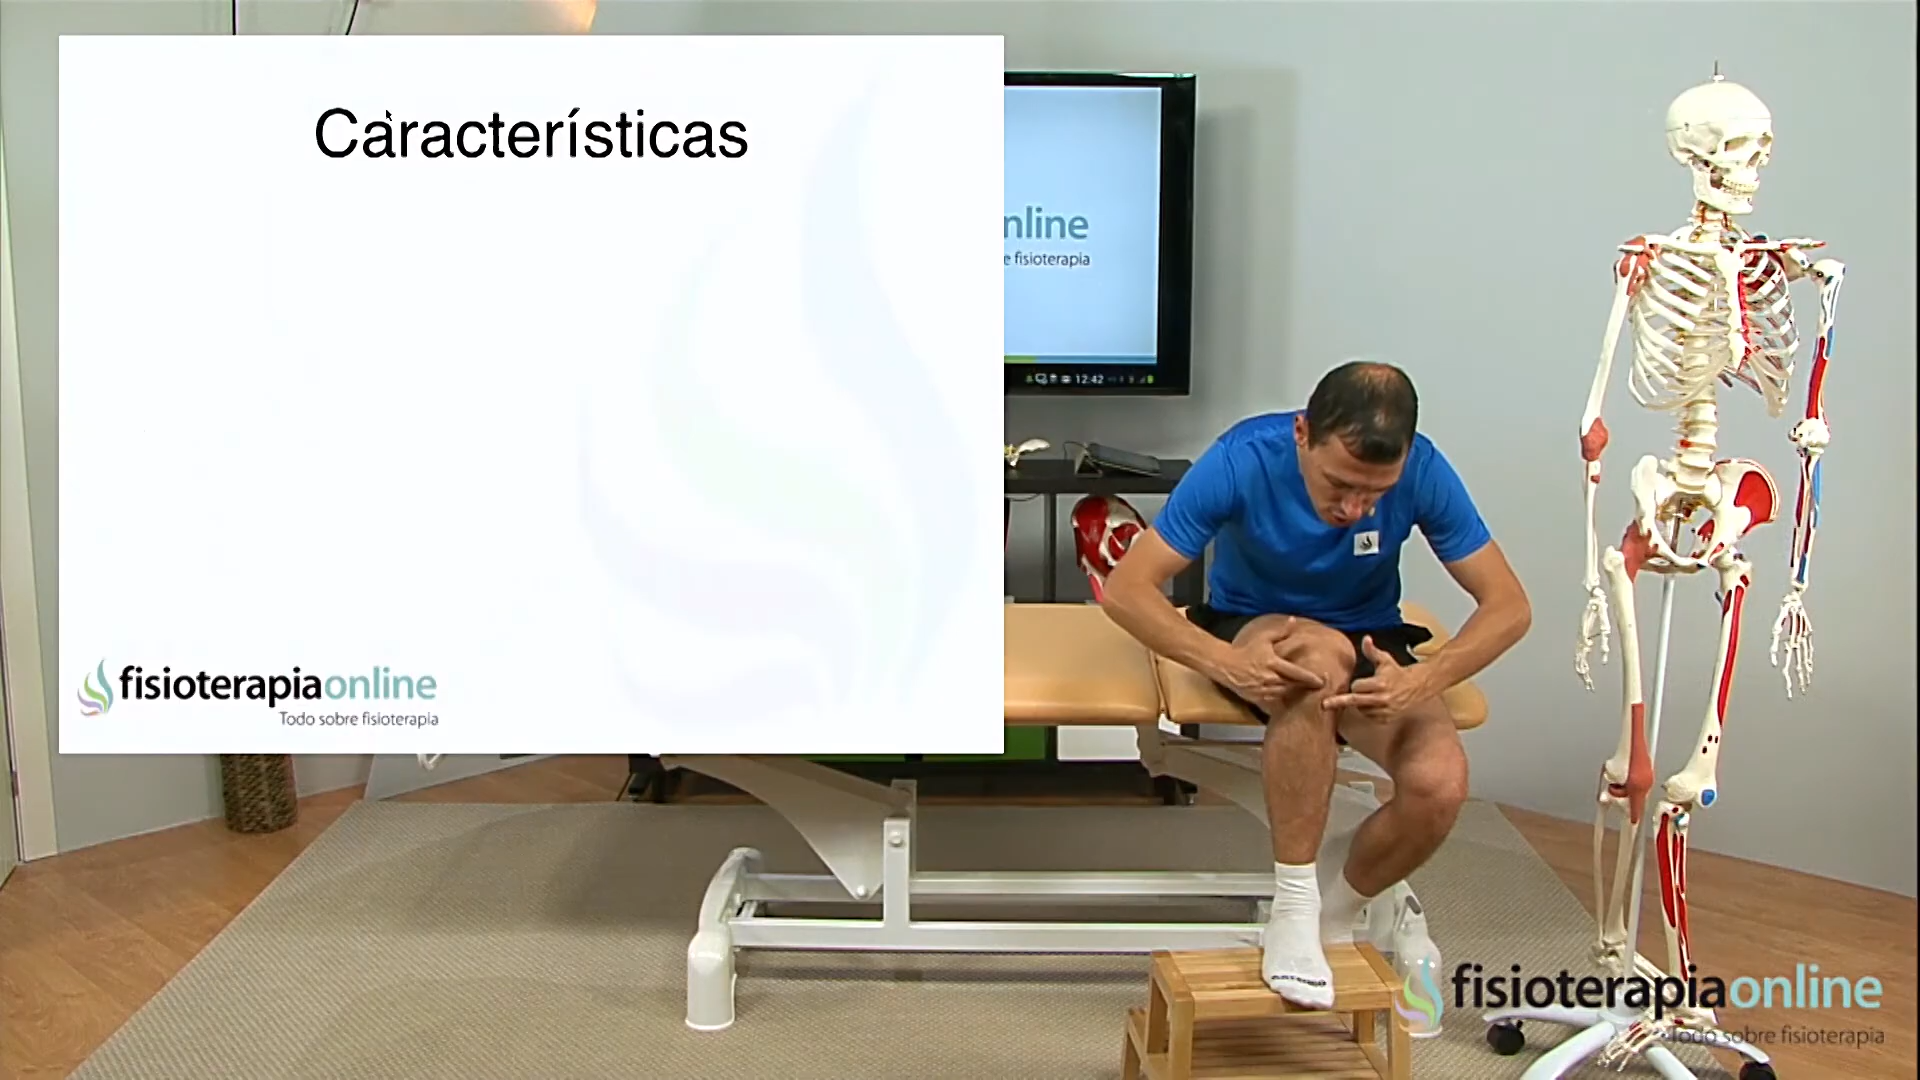 Características
fisioterapiaonline
Todo sobre fisioterapia
nline
e fisioterapia
12:42
fisioterapiaonline
Todo sobre fisioterapia